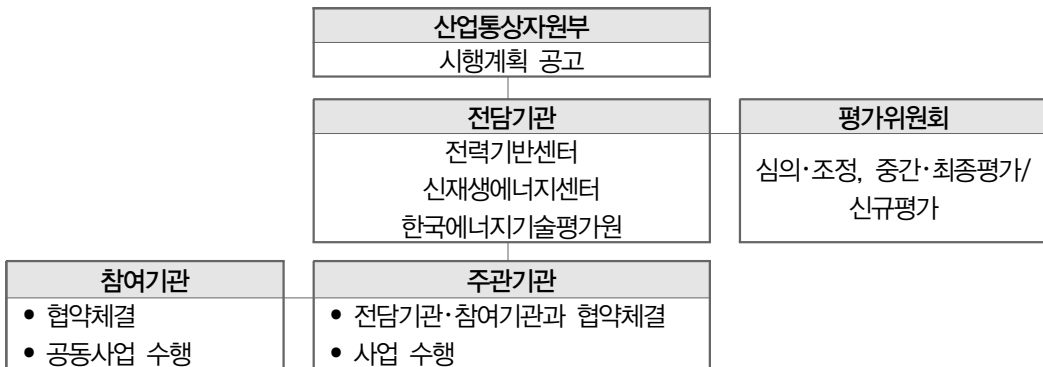 산업통상자원부
시행계획 공고
전담기관
전력기반센터
신재생에너지센터
한국에너지기술평가원
평가위원회
심의·조정, 중간·최종평가/
신규평가
참여기관
• 협약체결
• 공동사업 수행
주관기관
• 전담기관·참여기관과 협약체결
• 사업 수행